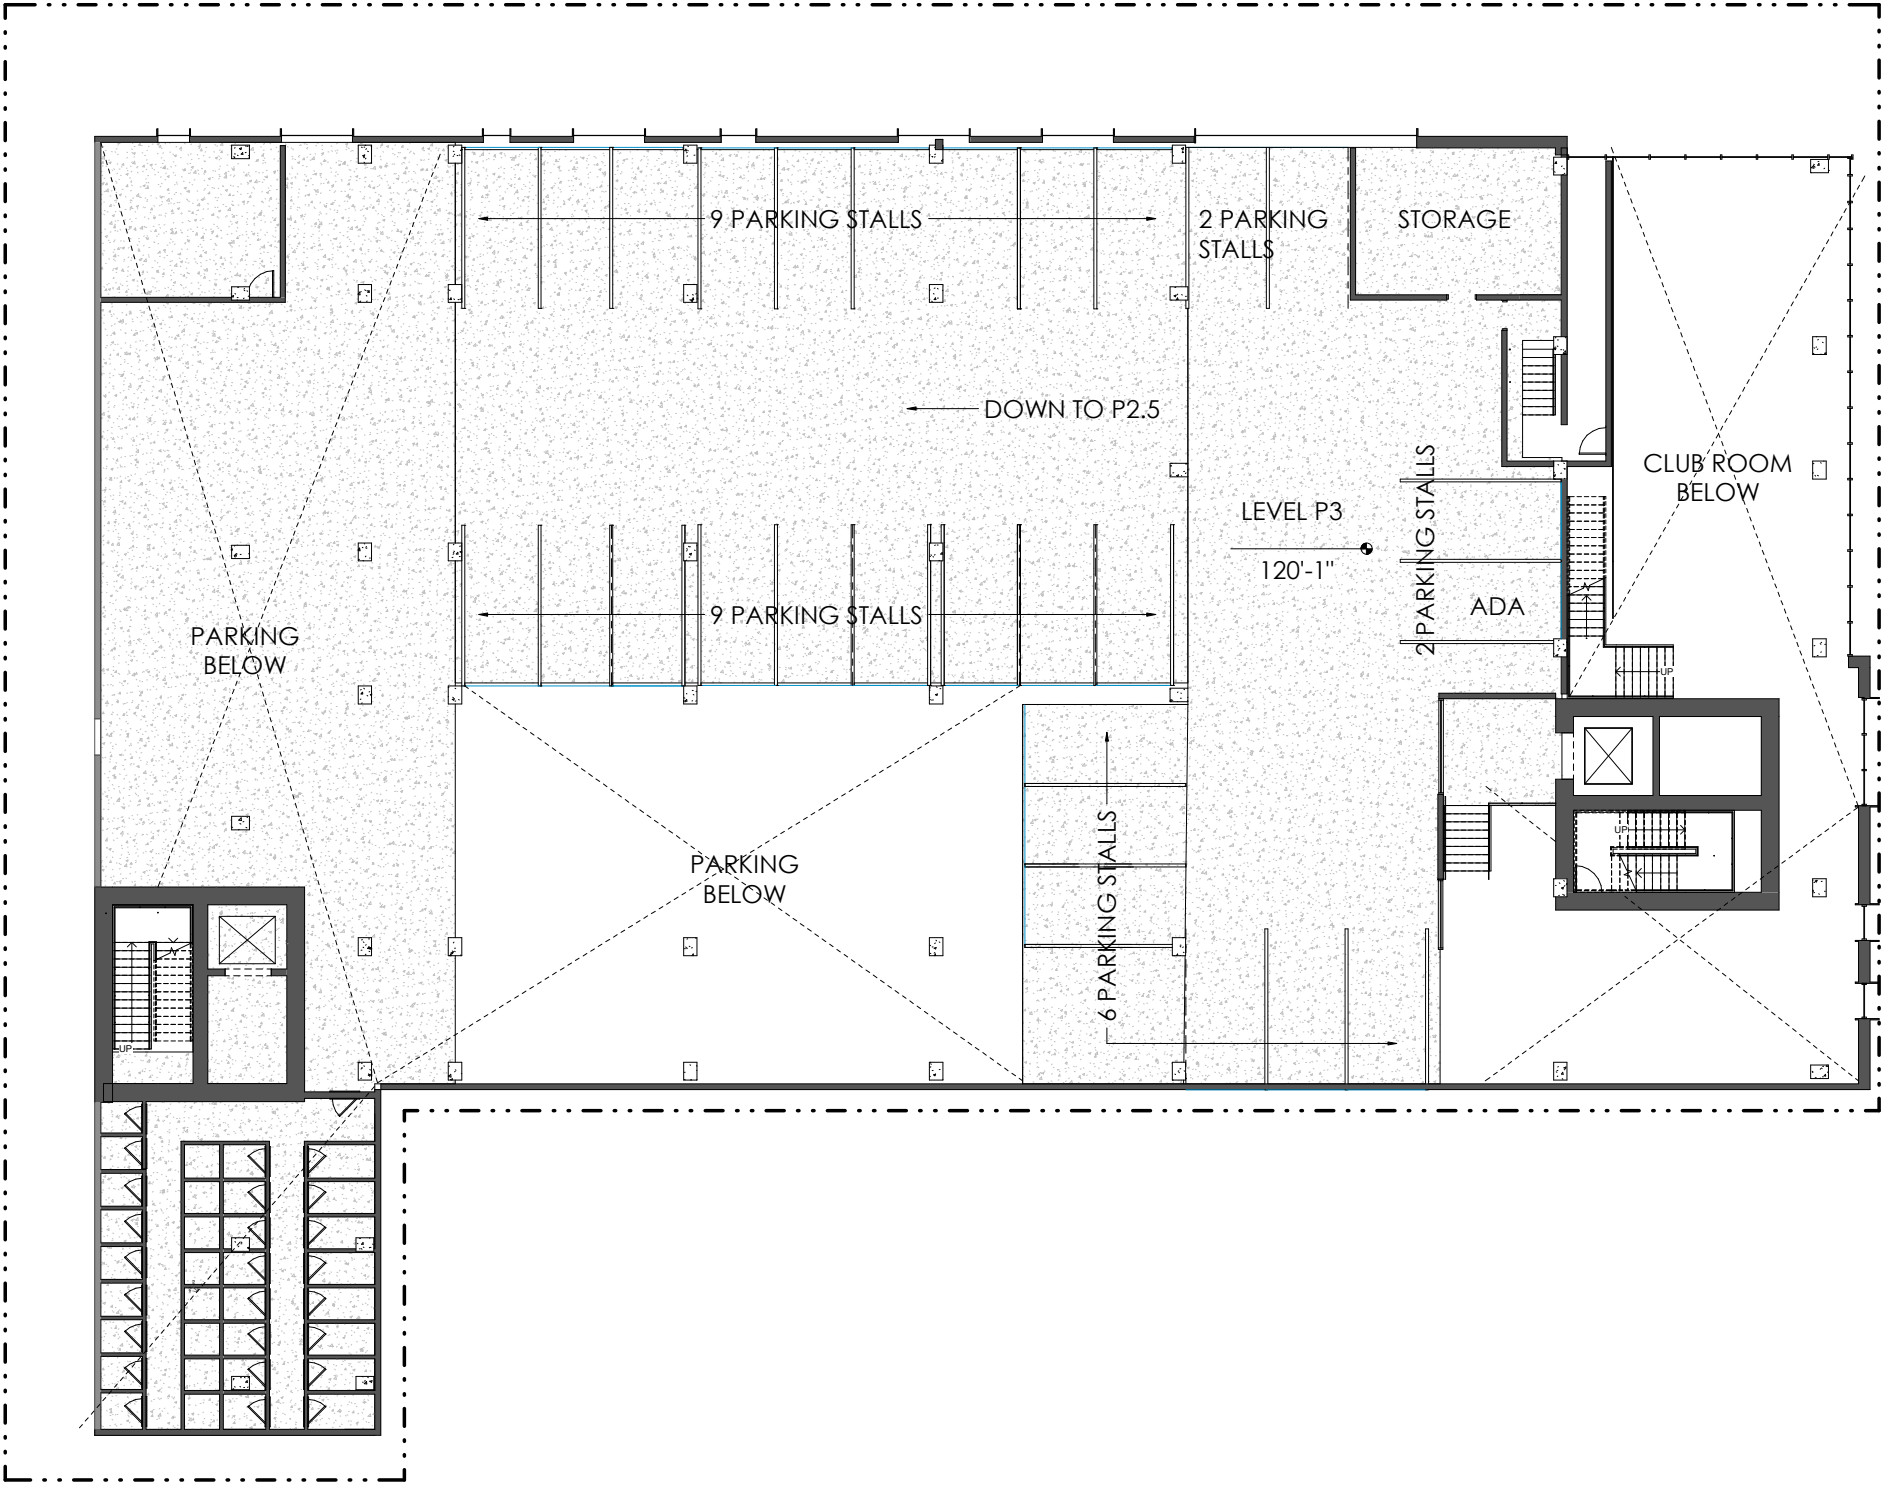 9 PARKING STALLS
2 PARKING
STALLS
STORAGE
DOWN TO P2.5
CLUB ROOM
BELOW
2 PARKING STALLS
LEVEL P3
120'-1"
ADA
9 PARKING STALLS
PARKING
BELOW
UP
UP
PARKING
BELOW
6 PARKING STALLS
UP